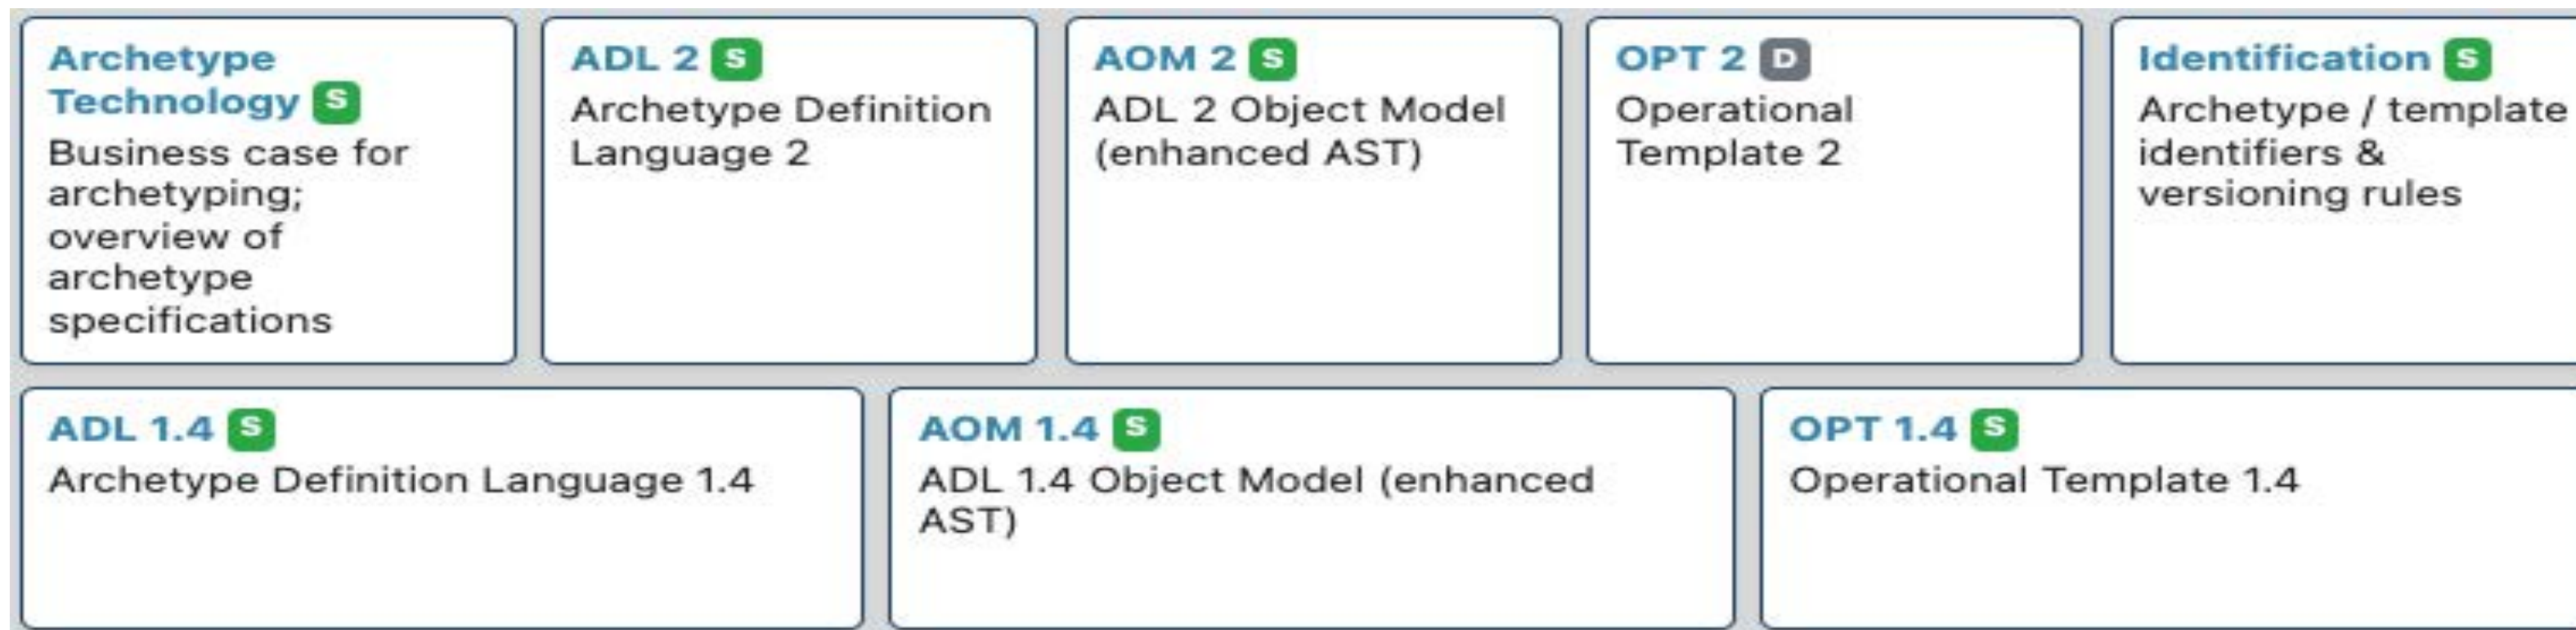 Archetype
Technology S
Business case for
archetyping;
overview of
archetype
specifications
ADL 2 S
Archetype Definition
Language 2
AOM 2 S
ADL 2 Object Model
(enhanced AST)
OPT 2 D
Operational
Template 2
Identification S
Archetype / template
identifiers &
versioning rules
ADL 1.4 S
Archetype Definition Language 1.4
AOM 1.4 S
ADL 1.4 Object Model (enhanced
AST)
OPT 1.4 S
Operational Template 1.4